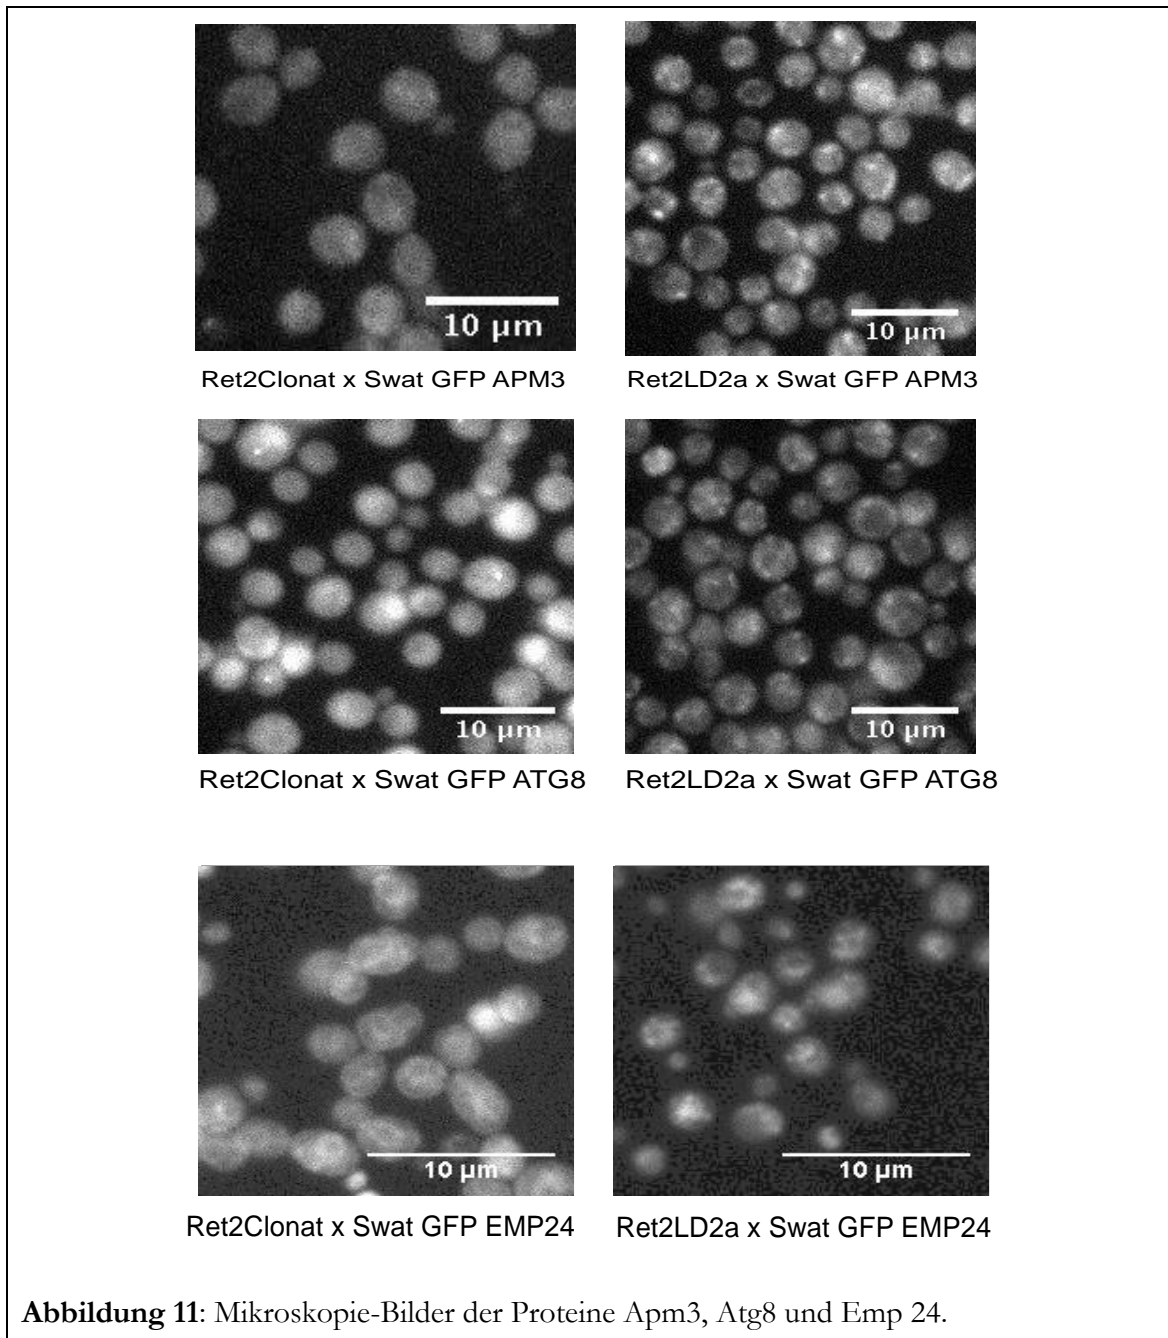 10 µm
10 µm
Ret2Clonat x Swat GFP APM3
Ret2LD2a x Swat GFP APM3
10 µm
10 µm
Ret2Clonat x Swat GFP ATG8
Ret2LD2a x Swat GFP ATG8
10 µm
10 µm
Ret2Clonat x Swat GFP EMP24
Ret2LD2a x Swat GFP EMP24
Abbildung 11: Mikroskopie-Bilder der Proteine Apm3, Atg8 und Emp 24.